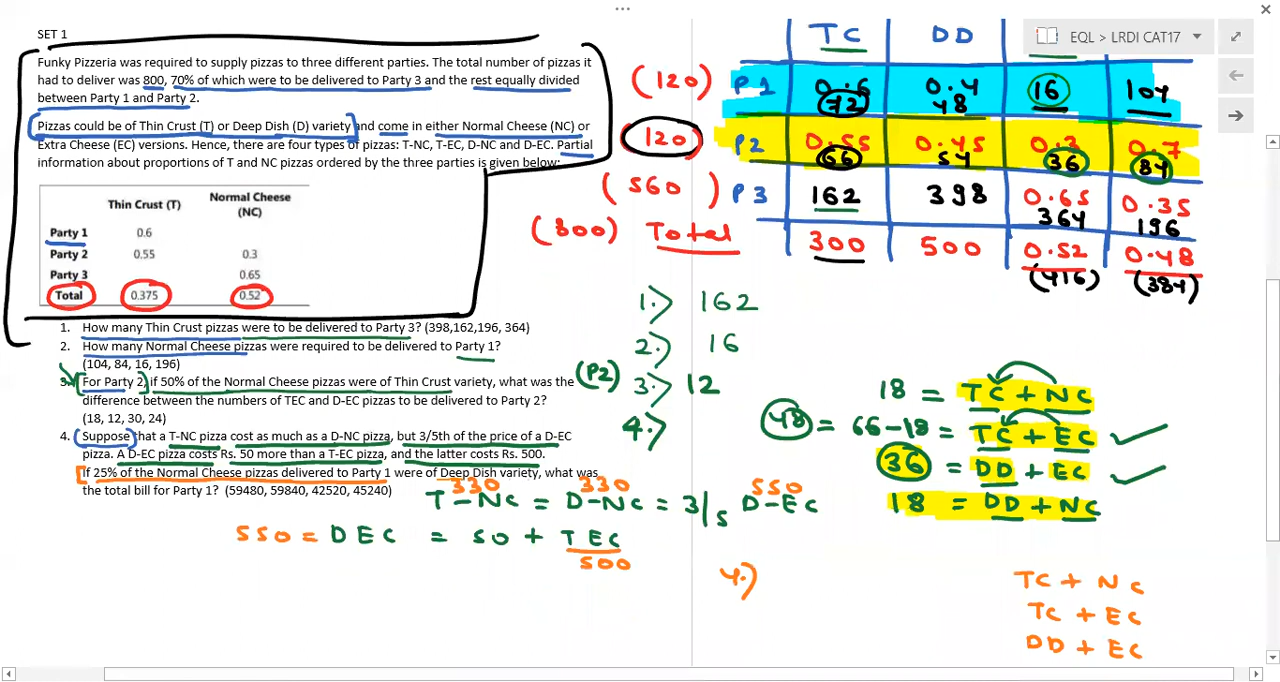 SET 1
Funky Pizzeria was required to supply pizzas to three different parties. The total number of pizzas it
had to deliver was 800, 70% of which were to be delivered to Party 3 and the rest equally divided
between Party 1 and Party 2.
Pizzas could be of Thin Crust (T) or Deep Dish (D) variety and come in either Normal Cheese (NC) or
Extra Cheese (EC) versions. Hence, there are four types of pizzas: T-NC, T-EC, D-NC and D-EC. Partial
information about proportions of T and NC pizzas ordered by the three parties is given below:
Thin Crust (T) Normal Cheese (NC)
Party 1 0.6
Party 2 0.55 0.3
Party 3 0.65
Total 0.375 0.52
1. How many Thin Crust pizzas were to be delivered to Party 3? (398,162,196, 364)
2. How many Normal Cheese pizzas were required to be delivered to Party 1?
(104, 84, 16, 196)
3. For Party 2, if 50% of the Normal Cheese pizzas were of Thin Crust variety, what was the
difference between the numbers of TEC and D-EC pizzas to be delivered to Party 2?
(18, 12, 30, 24)
4. Suppose that a T-NC pizza cost as much as a D-NC pizza, but 3/5th of the price of a D-EC
pizza. A D-EC pizza costs Rs. 50 more than a T-EC pizza, and the latter costs Rs. 500.
If 25% of the Normal Cheese pizzas delivered to Party 1 were of Deep Dish variety, what was
the total bill for Party 1? (59480, 59840, 42520, 45240)
330 330 550
T-NC = D-NC = 3/5 D-EC
550 = DEC = 50 + TEC
500
EQL > LRDI CAT17
TC DD
(120) P1 0.6 0.4 16 104
72 48
(120) P2 0.55 0.45 0.3 0.7
66 54 36 84
(560) P3 162 398 0.65 0.35
364 196
(800) Total 300 500 0.52 0.48
(416) (384)
1.> 162
2.> 16
(P2) 3.> 12
4.>
18 = TC + NC
48 = 66-18 = TC + EC
36 = DD + EC
18 = DD + NC
4.)
TC + NC
TC + EC
DD + EC